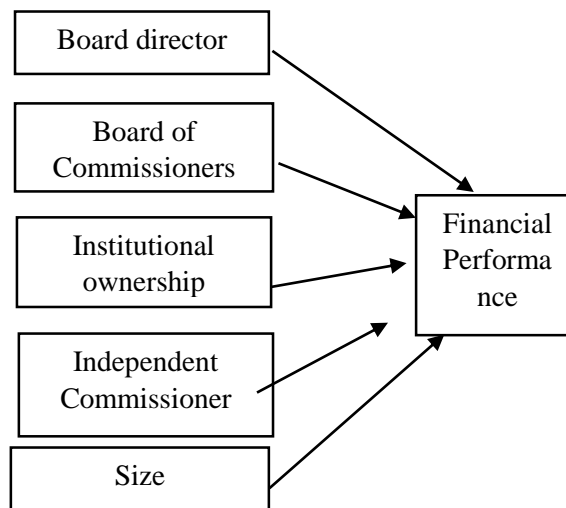 Board director
Board of
Commissioners
Institutional
ownership
Independent
Commissioner
Size
Financial
Performa
nce